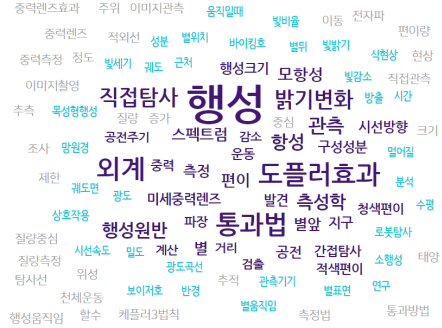 중력렌즈효과 주위 이미지관측 움직임때
전자파
이동
빛비율
중력렌즈 적외선 성분 별위치 바이킹호 별뒤 빛밝기 편이량
중력측정 정도 빛세기 궤도 근처 행성크기 모항성 식현상 현상
빛감소 직접관측
이미지촬영 직접탐사 행성 밝기변화 방출 시간
추측 목성형행성 질량 증가 중심 관측 시선방향 크기
공전주기 스펙트럼 감소 항성 구성성분
조사 망원경 운동 멀어질
제한 외계 중력 측정 편이 도플러효과 분석
궤도면 광도 미세중력렌즈 발견 측성학 청색편이 수평
상호작용 파장 통과법 별앞 지구
행성원반 로봇탐사
질량중심 시선속도 밀도 계산 별 거리 공전 간접탐사 태양
질량측정 광도곡선 검출 적색편이 소행성
탐사선 위성 추적 관측기기 연구
전체운동 보이저호 반경 별표면
별움직임
행성움직임 할수 케플러3법칙 측정법 통과방법